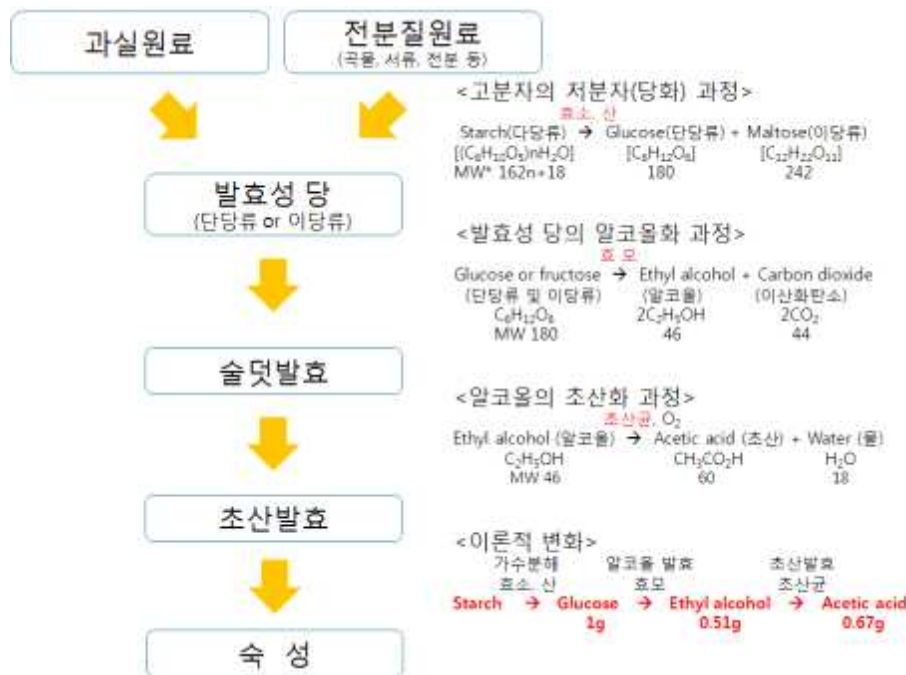 과실원료
전분질원료
(곡물, 서류, 전분 등)
발효성 당
(단당류 or 이당류)
술덧발효
초산발효
숙 성
<고분자의 저분자(당화) 과정>
효소, 산
Starch(다당류) → Glucose(단당류) + Maltose(이당류)
[(C₆H₁₀O₅)nH₂O] [C₆H₁₂O₆] [C₁₂H₂₂O₁₁]
MW* 162n+18 180 242
<발효성 당의 알코올화 과정>
효 모
Glucose or fructose → Ethyl alcohol + Carbon dioxide
(단당류 및 이당류) (알코올) (이산화탄소)
C₆H₁₂O₆ 2C₂H₅OH 2CO₂
MW 180 46 44
<알코올의 초산화 과정>
초산균, O₂
Ethyl alcohol (알코올) → Acetic acid (초산) + Water (물)
C₂H₅OH CH₃CO₂H H₂O
MW 46 60 18
<이론적 변화>
가수분해 알코올 발효 초산발효
효소, 산 효모 초산균
Starch → Glucose → Ethyl alcohol → Acetic acid
1g 0.51g 0.67g